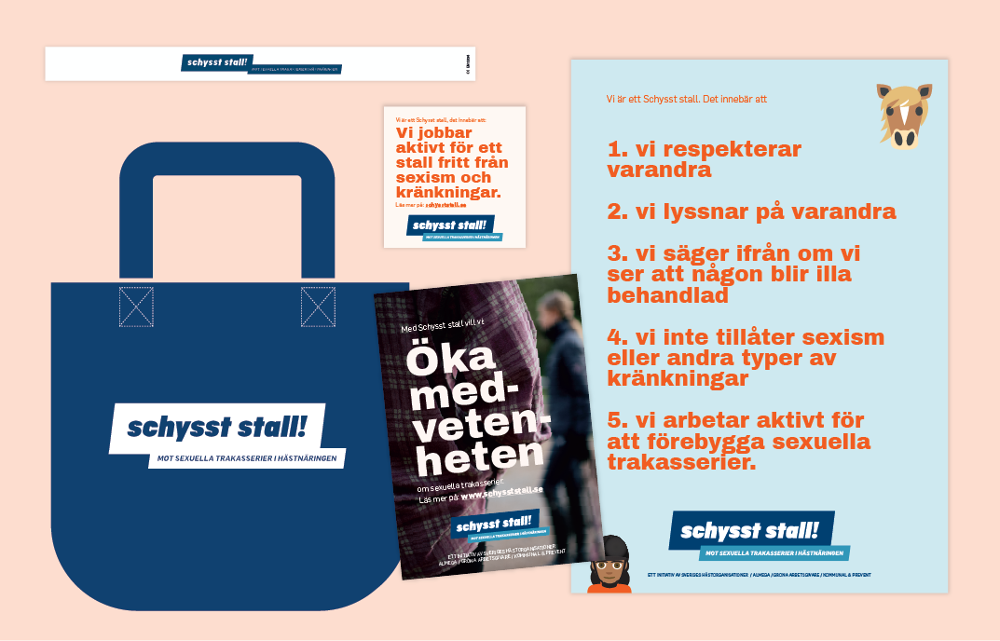 schysst stall!
MOT SEXUELLA TRAKASSERIER I HÄSTNÄRINGEN
Vi är ett Schysst stall, det innebär att:
Vi jobbar
aktivt för ett
stall fritt från
sexism och
kränkningar.
Läs mer på: schysststall.se
schysst stall!
MOT SEXUELLA TRAKASSERIER I HÄSTNÄRINGEN
schysst stall!
MOT SEXUELLA TRAKASSERIER I HÄSTNÄRINGEN
Med Schysst stall vill vi:
Öka
med-
veten-
heten
om sexuella trakasserier.
Läs mer på: www.schysststall.se
schysst stall!
MOT SEXUELLA TRAKASSERIER I HÄSTNÄRINGEN
ETT INITIATIV AV SVERIGES HÄSTORGANISATIONER
ALMEGA / GRÖNA ARBETSGIVARE / KOMMUNAL & PREVENT
Vi är ett Schysst stall. Det innebär att
1. vi respekterar
varandra
2. vi lyssnar på varandra
3. vi säger ifrån om vi
ser att någon blir illa
behandlad
4. vi inte tillåter sexism
eller andra typer av
kränkningar
5. vi arbetar aktivt för
att förebygga sexuella
trakasserier.
schysst stall!
MOT SEXUELLA TRAKASSERIER I HÄSTNÄRINGEN
ETT INITIATIV AV SVERIGES HÄSTORGANISATIONER / ALMEGA / GRÖNA ARBETSGIVARE / KOMMUNAL & PREVENT